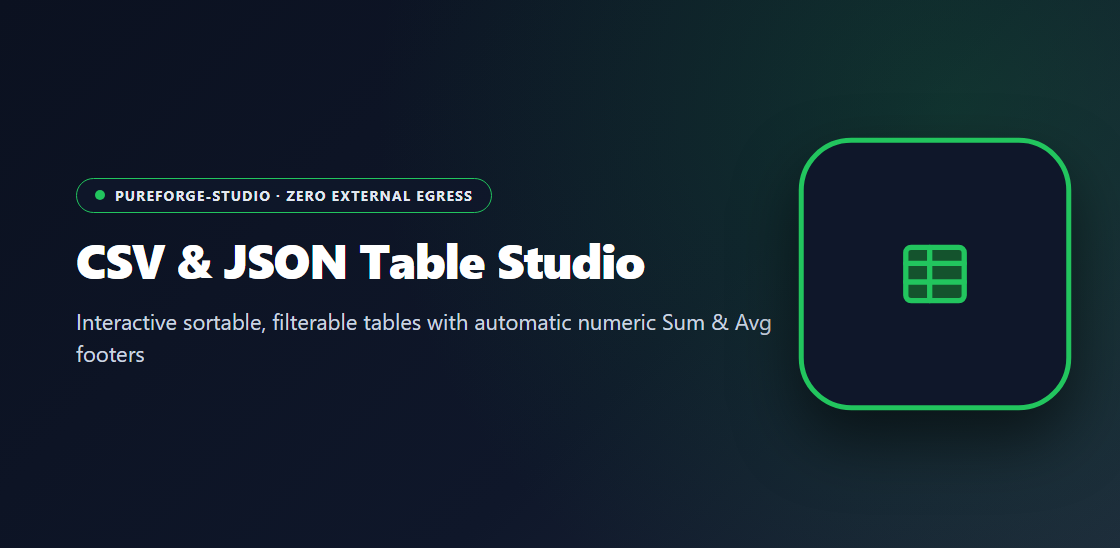 PUREFORGE-STUDIO · ZERO EXTERNAL EGRESS
CSV & JSON Table Studio
Interactive sortable, filterable tables with automatic numeric Sum & Avg
footers